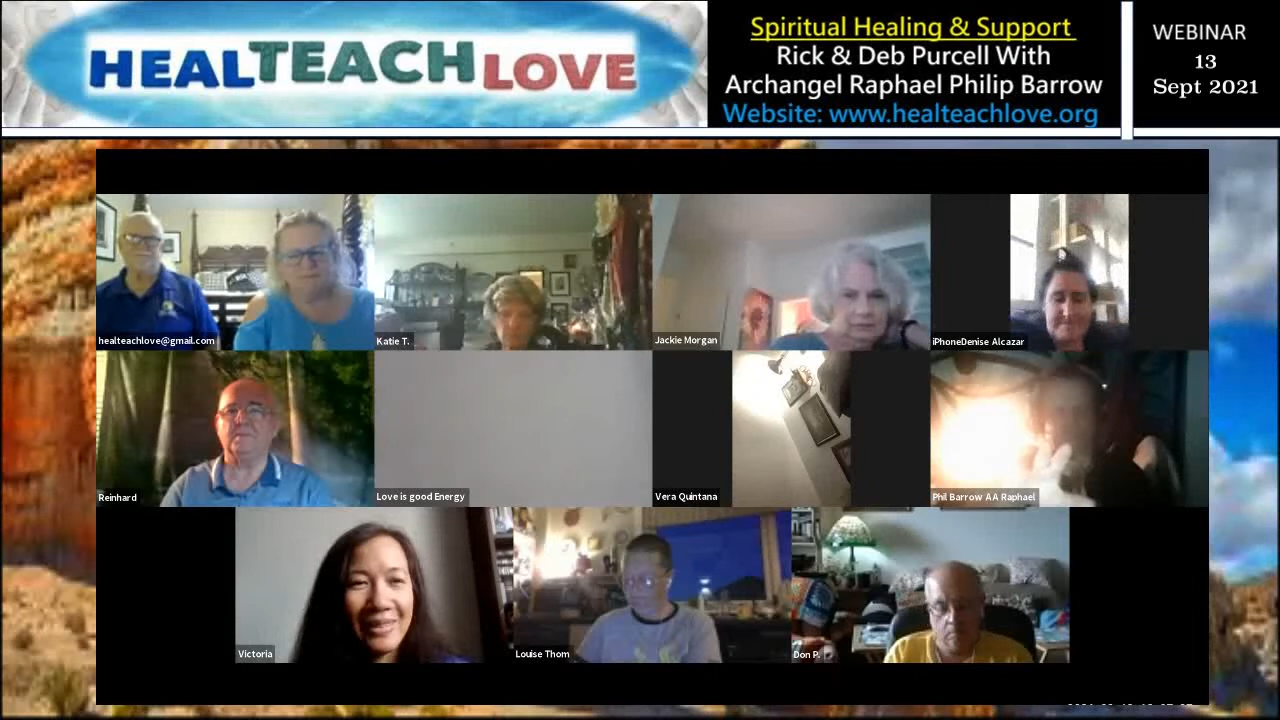 HEALTEACHLOVE
Spiritual Healing & Support
Rick & Deb Purcell With
Archangel Raphael Philip Barrow
Website: www.healteachlove.org
WEBINAR
13
Sept 2021
healteachlove@gmail.com
Katie T.
Jackie Morgan
iPhoneDenise Alcazar
Reinhard
Love is good Energy
Vera Quintana
Phil Barrow A A Raphael
Victoria
Louise Thom
Don P.